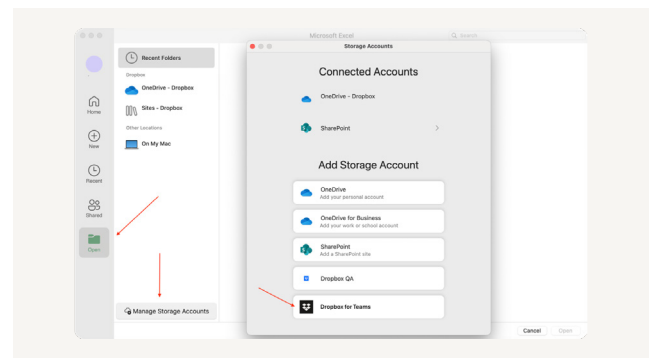 Microsoft Excel
Search
Recent Folders
Dropbox
OneDrive - Dropbox
Sites - Dropbox
Other Locations
On My Mac
Home
New
Recent
Shared
Open
Manage Storage Accounts
Storage Accounts
Connected Accounts
OneDrive - Dropbox
SharePoint
Add Storage Account
OneDrive
Add your personal account
OneDrive for Business
Add your work or school account
SharePoint
Add a SharePoint site
Dropbox QA
Dropbox for Teams
Cancel
Open